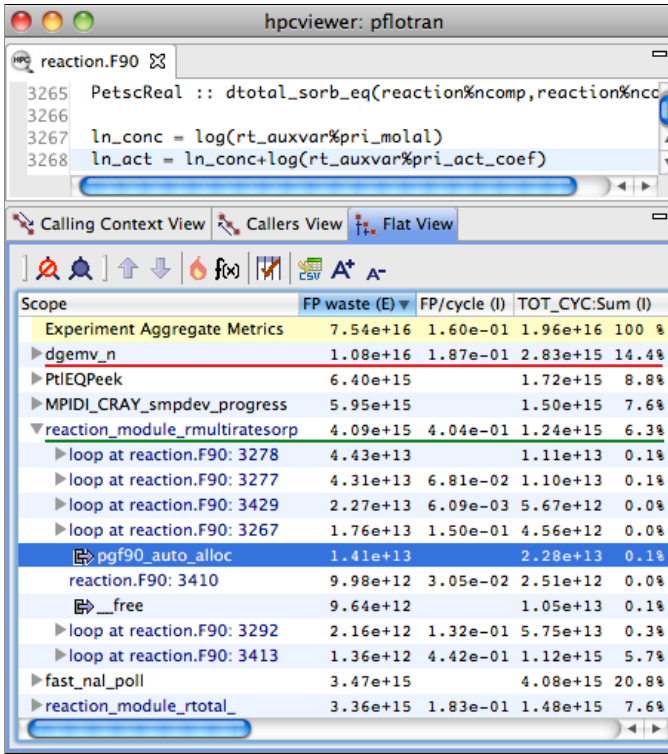 hpcviewer: pflotran
reaction.F90
3265 PetscReal :: dtotal_sorb_eq(reaction%ncomp,reaction%nco
3266
3267 ln_conc = log(rt_auxvar%pri_molal)
3268 ln_act = ln_conc+log(rt_auxvar%pri_act_coef)
Calling Context View Callers View Flat View
f(x) CSV A+ A-
Scope FP waste (E) FP/cycle (I) TOT_CYC:Sum (I)
Experiment Aggregate Metrics 7.54e+16 1.60e-01 1.96e+16 100 %
dgemv_n 1.08e+16 1.87e-01 2.83e+15 14.4%
PtlEQPeek 6.40e+15 1.72e+15 8.8%
MPIDI_CRAY_smpdev_progress 5.95e+15 1.50e+15 7.6%
reaction_module_rmultiratesorp 4.09e+15 4.04e-01 1.24e+15 6.3%
loop at reaction.F90: 3278 4.43e+13 1.11e+13 0.1%
loop at reaction.F90: 3277 4.31e+13 6.81e-02 1.10e+13 0.1%
loop at reaction.F90: 3429 2.27e+13 6.09e-03 5.67e+12 0.0%
loop at reaction.F90: 3267 1.76e+13 1.50e-01 4.56e+12 0.0%
pgf90_auto_alloc 1.41e+13 2.28e+13 0.1%
reaction.F90: 3410 9.98e+12 3.05e-02 2.51e+12 0.0%
__free 9.64e+12 1.05e+13 0.1%
loop at reaction.F90: 3292 2.16e+12 1.32e-01 5.75e+13 0.3%
loop at reaction.F90: 3413 1.36e+12 4.42e-01 1.12e+15 5.7%
fast_nal_poll 3.47e+15 4.08e+15 20.8%
reaction_module_rtotal_ 3.36e+15 1.83e-01 1.48e+15 7.6%